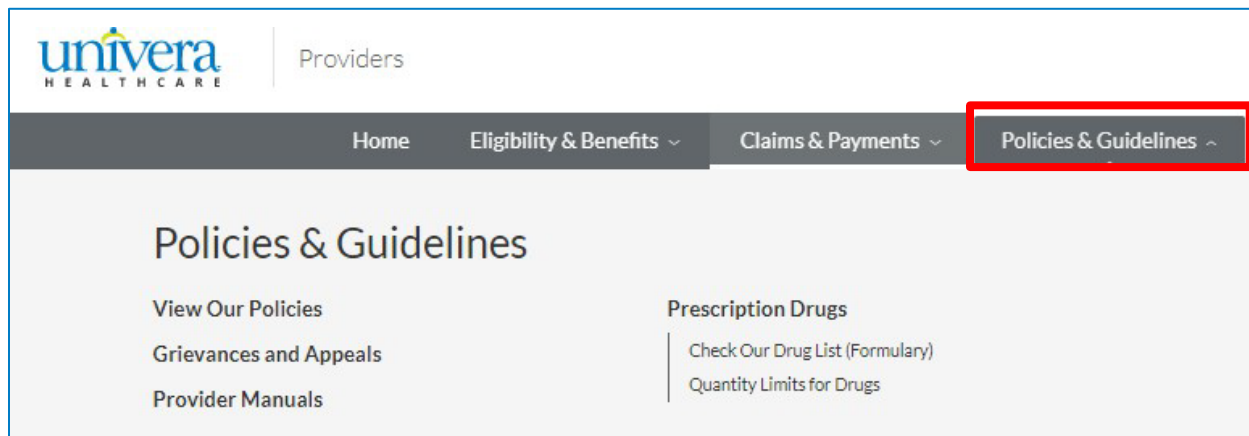 univera
HEALTHCARE
Providers
Home Eligibility & Benefits Claims & Payments Policies & Guidelines
Policies & Guidelines
View Our Policies
Grievances and Appeals
Provider Manuals
Prescription Drugs
Check Our Drug List (Formulary)
Quantity Limits for Drugs